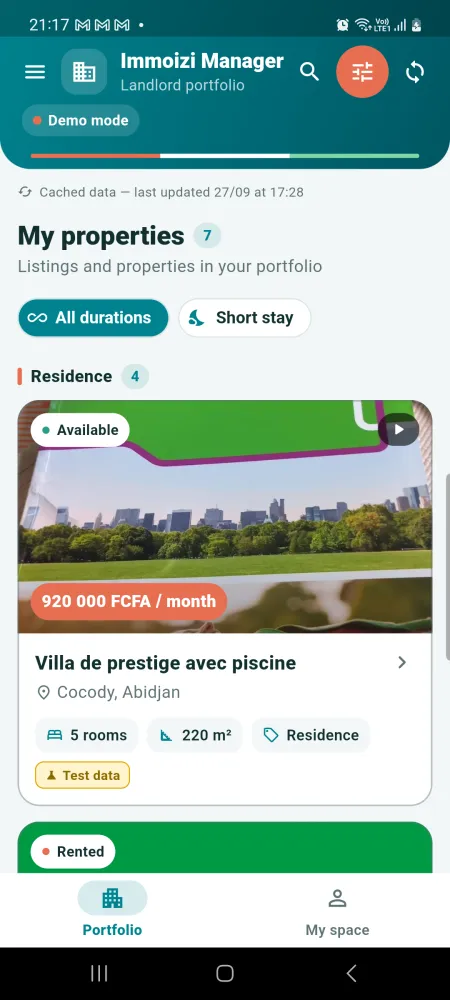 21:17
Vo))
LTE1
Immoizi Manager
Landlord portfolio
Demo mode
Cached data — last updated 27/09 at 17:28
My properties 7
Listings and properties in your portfolio
All durations
Short stay
Residence 4
Available
920 000 FCFA / month
Villa de prestige avec piscine
Cocody, Abidjan
5 rooms
220 m²
Residence
Test data
Rented
Portfolio
My space